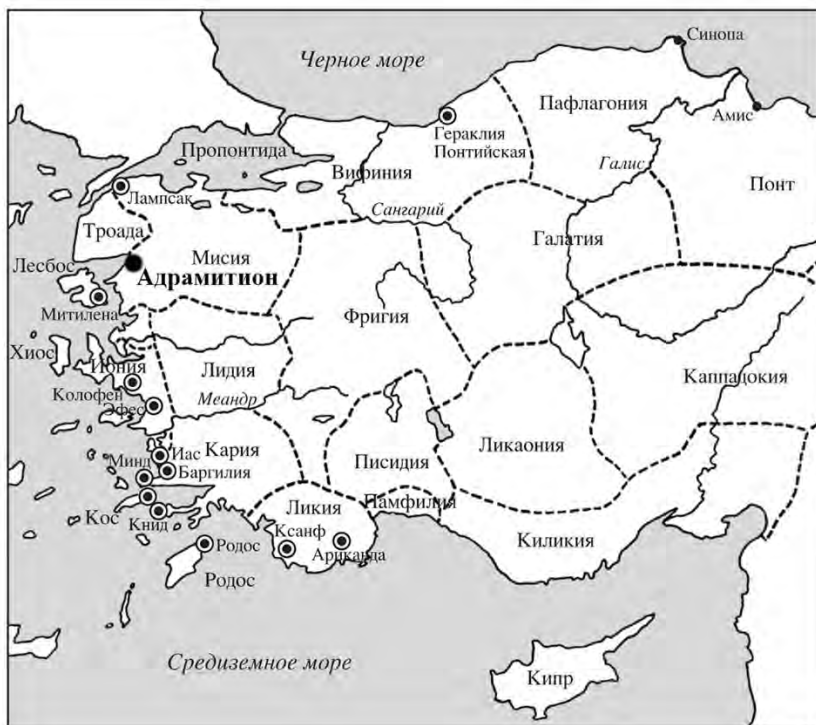 Синопа
Черное море
Пафлагония
Амис
Гераклия
Понтийская
Пропонтида
Вифиния
Галис
Понт
Лампсак
Сангарий
Троада
Мисия
Галатия
Лесбос
Адрамитион
Митилена
Фригия
Хиос
Иония
Лидия
Каппадокия
Колофен
Меандр
Эфес
Ликаония
Иас
Кария
Минд
Баргилия
Писидия
Ликия
Памфилия
Кос
Книд
Ксанф
Киликия
Родос
Ариканда
Родос
Средиземное море
Кипр